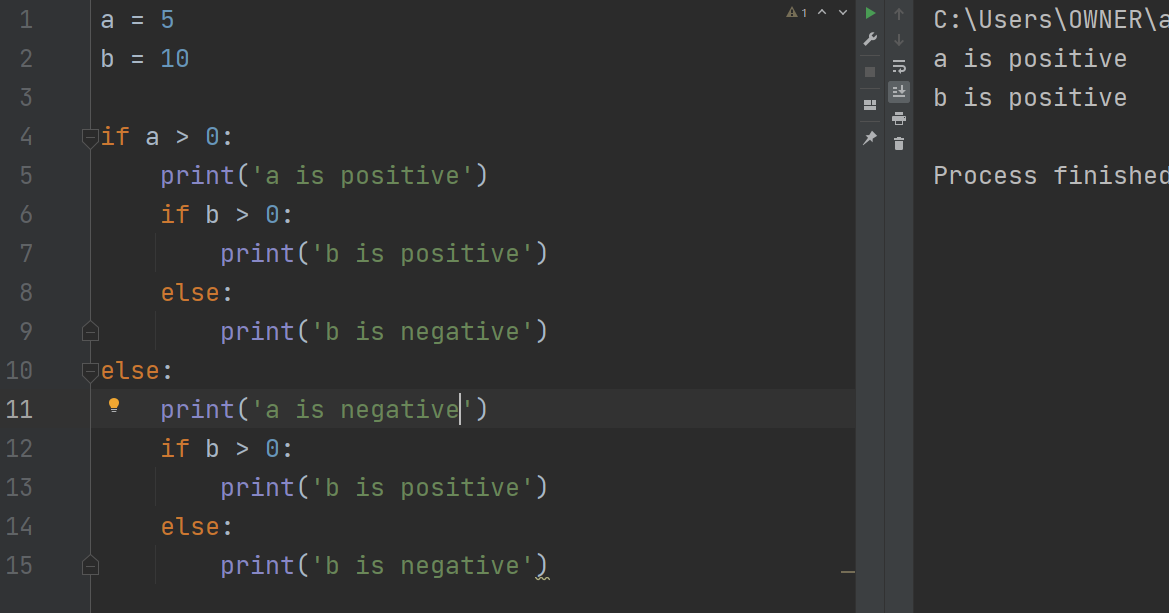 1 a = 5
2 b = 10
3
4 if a > 0:
5     print('a is positive')
6     if b > 0:
7         print('b is positive')
8     else:
9         print('b is negative')
10 else:
11     print('a is negative')
12     if b > 0:
13         print('b is positive')
14     else:
15         print('b is negative')
1
C:\Users\OWNER\a
a is positive
b is positive
Process finished